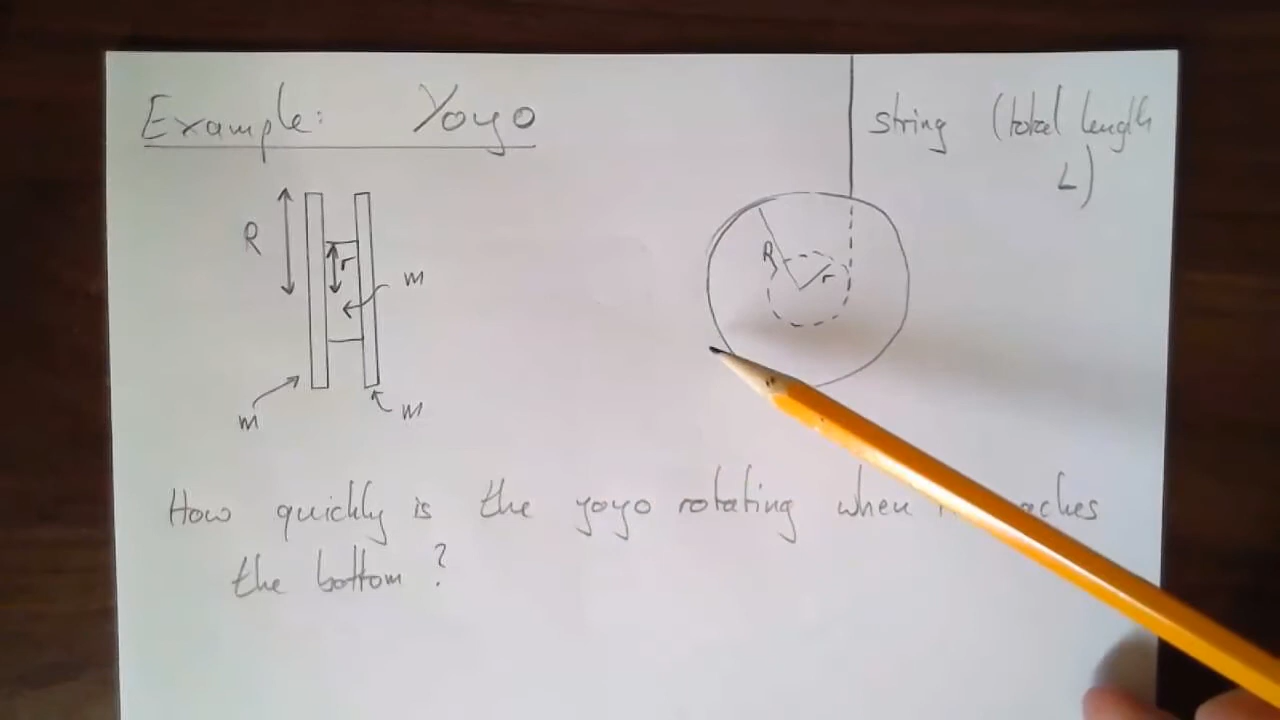 Example: Yoyo
string (total length
L)
R
r
m
m
m
R
r
How quickly is the yoyo rotating when
the bottom?